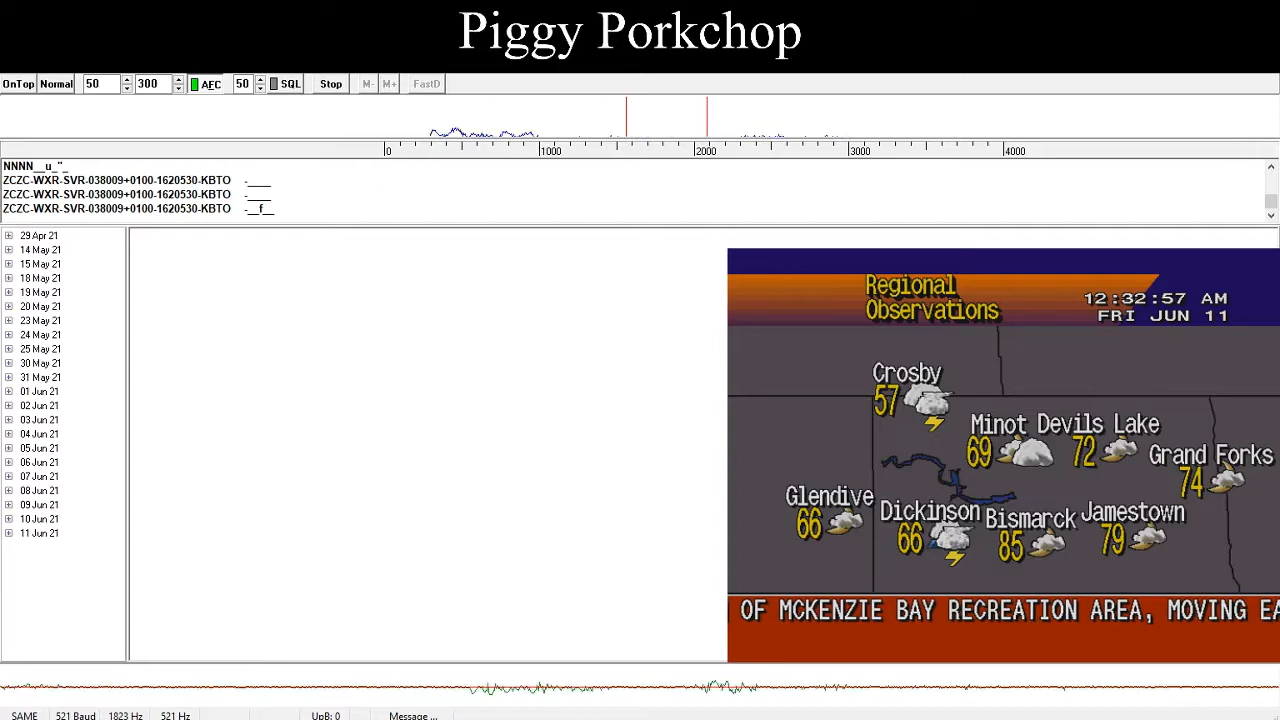 Piggy Porkchop
OnTop Normal 50 300 AFC 50 SQL Stop M- M+ FastD
0 1000 2000 3000 4000
NNNN__u_"_
ZCZC-WXR-SVR-038009+0100-1620530-KBTO -____
ZCZC-WXR-SVR-038009+0100-1620530-KBTO -____
ZCZC-WXR-SVR-038009+0100-1620530-KBTO -__f__
29 Apr 21
14 May 21
15 May 21
18 May 21
19 May 21
20 May 21
23 May 21
24 May 21
25 May 21
30 May 21
31 May 21
01 Jun 21
02 Jun 21
03 Jun 21
04 Jun 21
05 Jun 21
06 Jun 21
07 Jun 21
08 Jun 21
09 Jun 21
10 Jun 21
11 Jun 21
Regional
Observations
12:32:57 AM
FRI JUN 11
Crosby
57
Minot Devils Lake
69 72
Grand Forks
74
Glendive
66
Dickinson
66
Bismarck
85
Jamestown
79
OF MCKENZIE BAY RECREATION AREA, MOVING EA
SAME 521 Baud 1823 Hz 521 Hz UpB: 0 Message ...